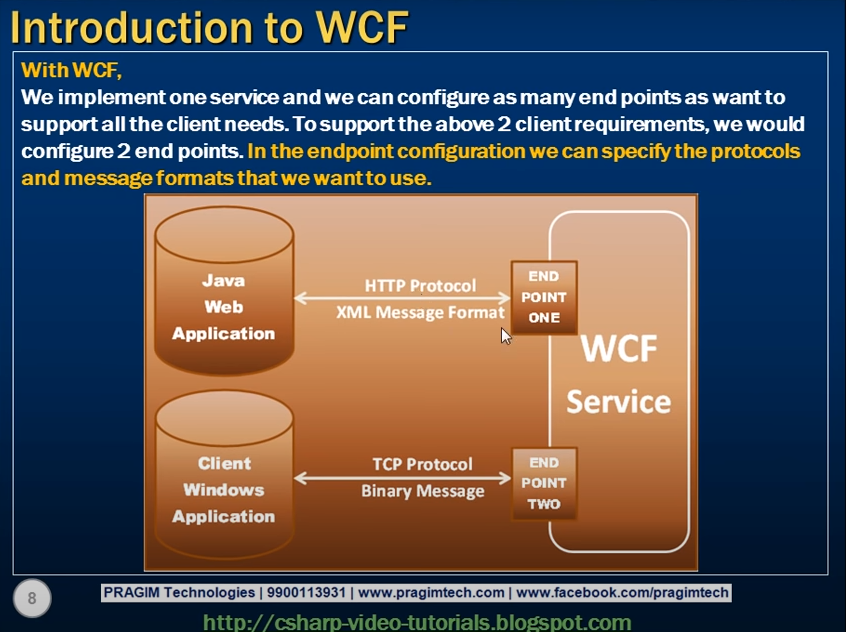 Introduction to WCF
With WCF,
We implement one service and we can configure as many end points as want to
support all the client needs. To support the above 2 client requirements, we would
configure 2 end points. In the endpoint configuration we can specify the protocols
and message formats that we want to use.
Java
Web
Application
HTTP Protocol
XML Message Format
END
POINT
ONE
WCF
Service
Client
Windows
Application
TCP Protocol
Binary Message
END
POINT
TWO
8
PRAGIM Technologies | 9900113931 | www.pragimtech.com | www.facebook.com/pragimtech
http://csharp-video-tutorials.blogspot.com